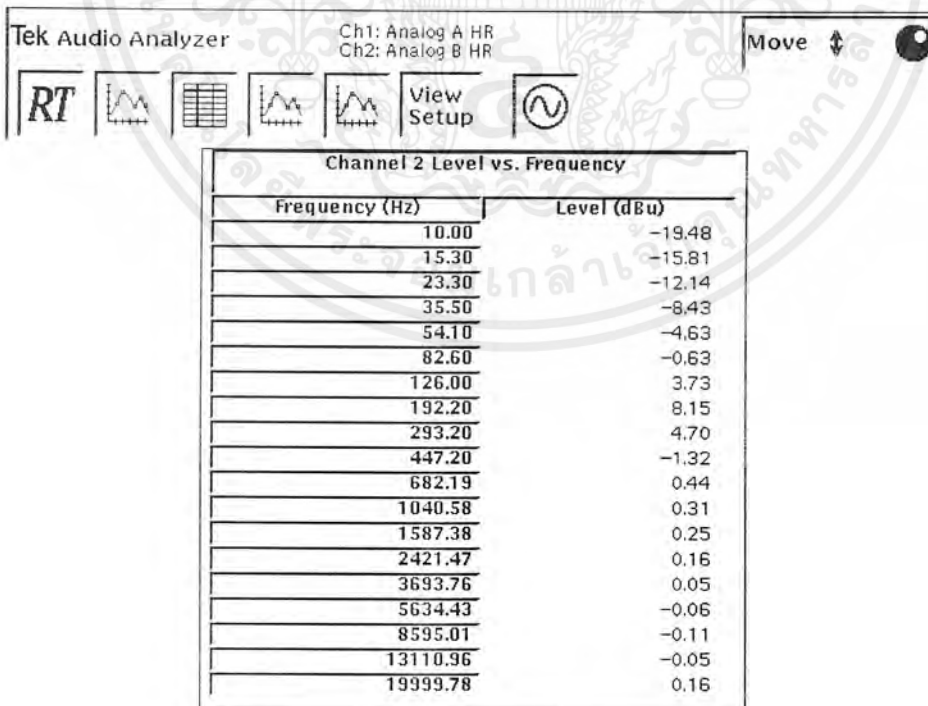 Tek Audio Analyzer
Ch1: Analog A HR
Ch2: Analog B HR
Move
RT
View
Setup
Channel 2 Level vs. Frequency
Frequency (Hz) Level (dBu)
10.00 -19.48
15.30 -15.81
23.30 -12.14
35.50 -8.43
54.10 -4.63
82.60 -0.63
126.00 3.73
192.20 8.15
293.20 4.70
447.20 -1.32
682.19 0.44
1040.58 0.31
1587.38 0.25
2421.47 0.16
3693.76 0.05
5634.43 -0.06
8595.01 -0.11
13110.96 -0.05
19999.78 0.16